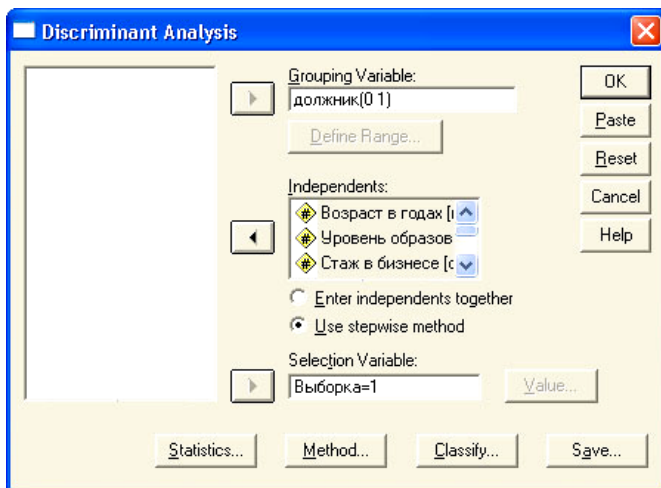 Discriminant Analysis
Grouping Variable:
должник(0 1)
Define Range...
Independents:
Возраст в годах [
Уровень образов
Стаж в бизнесе [
Enter independents together
Use stepwise method
Selection Variable:
Выборка=1
Value...
OK
Paste
Reset
Cancel
Help
Statistics...
Method...
Classify...
Save...